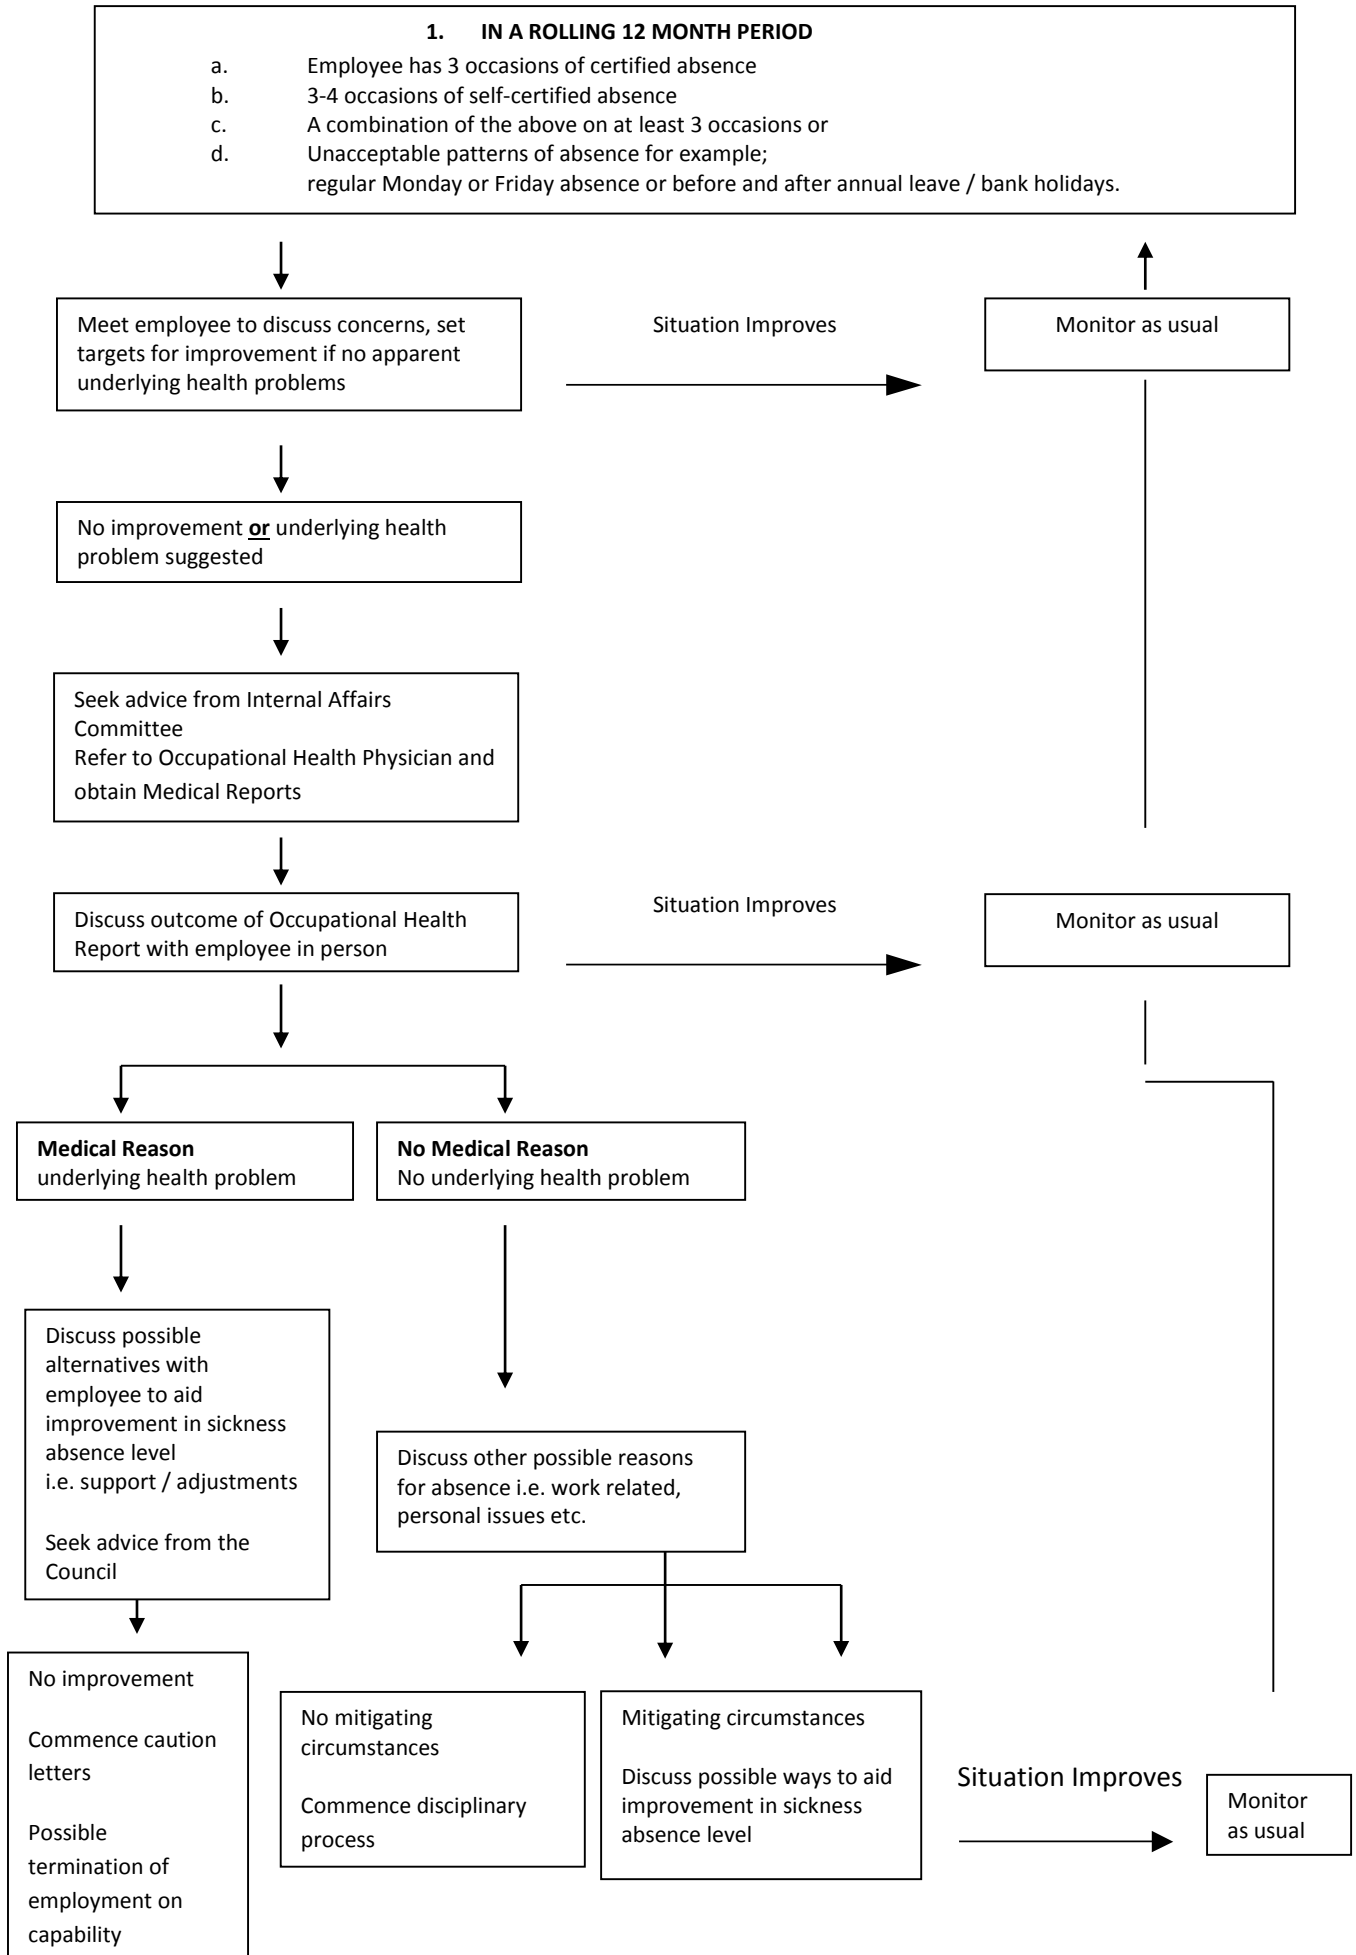 1. IN A ROLLING 12 MONTH PERIOD
a. Employee has 3 occasions of certified absence
b. 3-4 occasions of self-certified absence
c. A combination of the above on at least 3 occasions or
d. Unacceptable patterns of absence for example;
regular Monday or Friday absence or before and after annual leave / bank holidays.
Meet employee to discuss concerns, set
targets for improvement if no apparent
underlying health problems
Situation Improves
Monitor as usual
No improvement or underlying health
problem suggested
Seek advice from Internal Affairs
Committee
Refer to Occupational Health Physician and
obtain Medical Reports
Discuss outcome of Occupational Health
Report with employee in person
Situation Improves
Monitor as usual
Medical Reason
underlying health problem
No Medical Reason
No underlying health problem
Discuss possible
alternatives with
employee to aid
improvement in sickness
absence level
i.e. support / adjustments
Seek advice from the
Council
Discuss other possible reasons
for absence i.e. work related,
personal issues etc.
No improvement
Commence caution
letters
Possible
termination of
employment on
capability
No mitigating
circumstances
Commence disciplinary
process
Mitigating circumstances
Discuss possible ways to aid
improvement in sickness
absence level
Situation Improves
Monitor
as usual